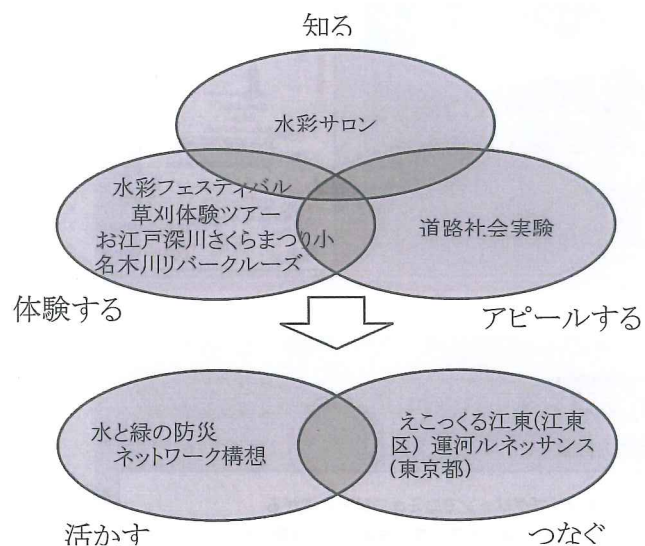 知る
水彩サロン
水彩フェスティバル
草刈体験ツアー
お江戸深川さくらまつり小
名木川リバークルーズ
道路社会実験
体験する
アピールする
水と緑の防災
ネットワーク構想
えこっくる江東(江東
区) 運河ルネッサンス
(東京都)
活かす
つなぐ